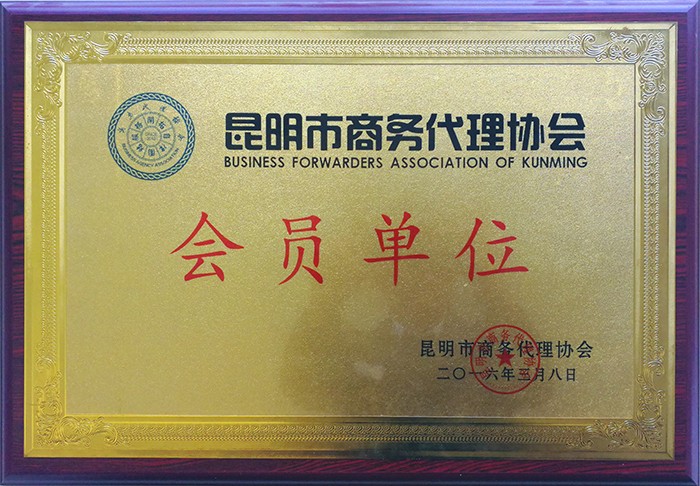 昆明市商务代理协会
BUSINESS FORWARDERS ASSOCIATION OF KUNMING
会员单位
昆明市商务代理协会
二〇一六年三月八日